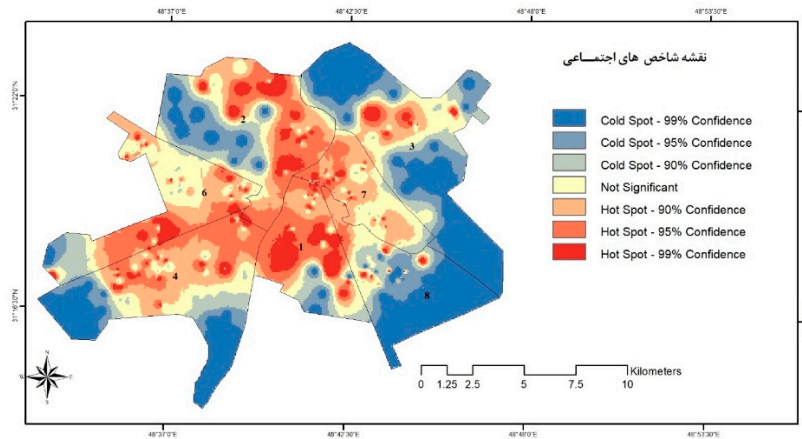 48°37'0"E
48°42'30"E
48°48'0"E
48°53'30"E
نقشه شاخص های اجتماعی
31°22'0"N
2
3
Cold Spot - 99% Confidence
Cold Spot - 95% Confidence
Cold Spot - 90% Confidence
6
7
Not Significant
Hot Spot - 90% Confidence
1
Hot Spot - 95% Confidence
4
Hot Spot - 99% Confidence
8
N
E
S
Kilometers
0 1.25 2.5 5 7.5 10
48°37'0"E
48°42'30"E
48°48'0"E
48°53'30"E